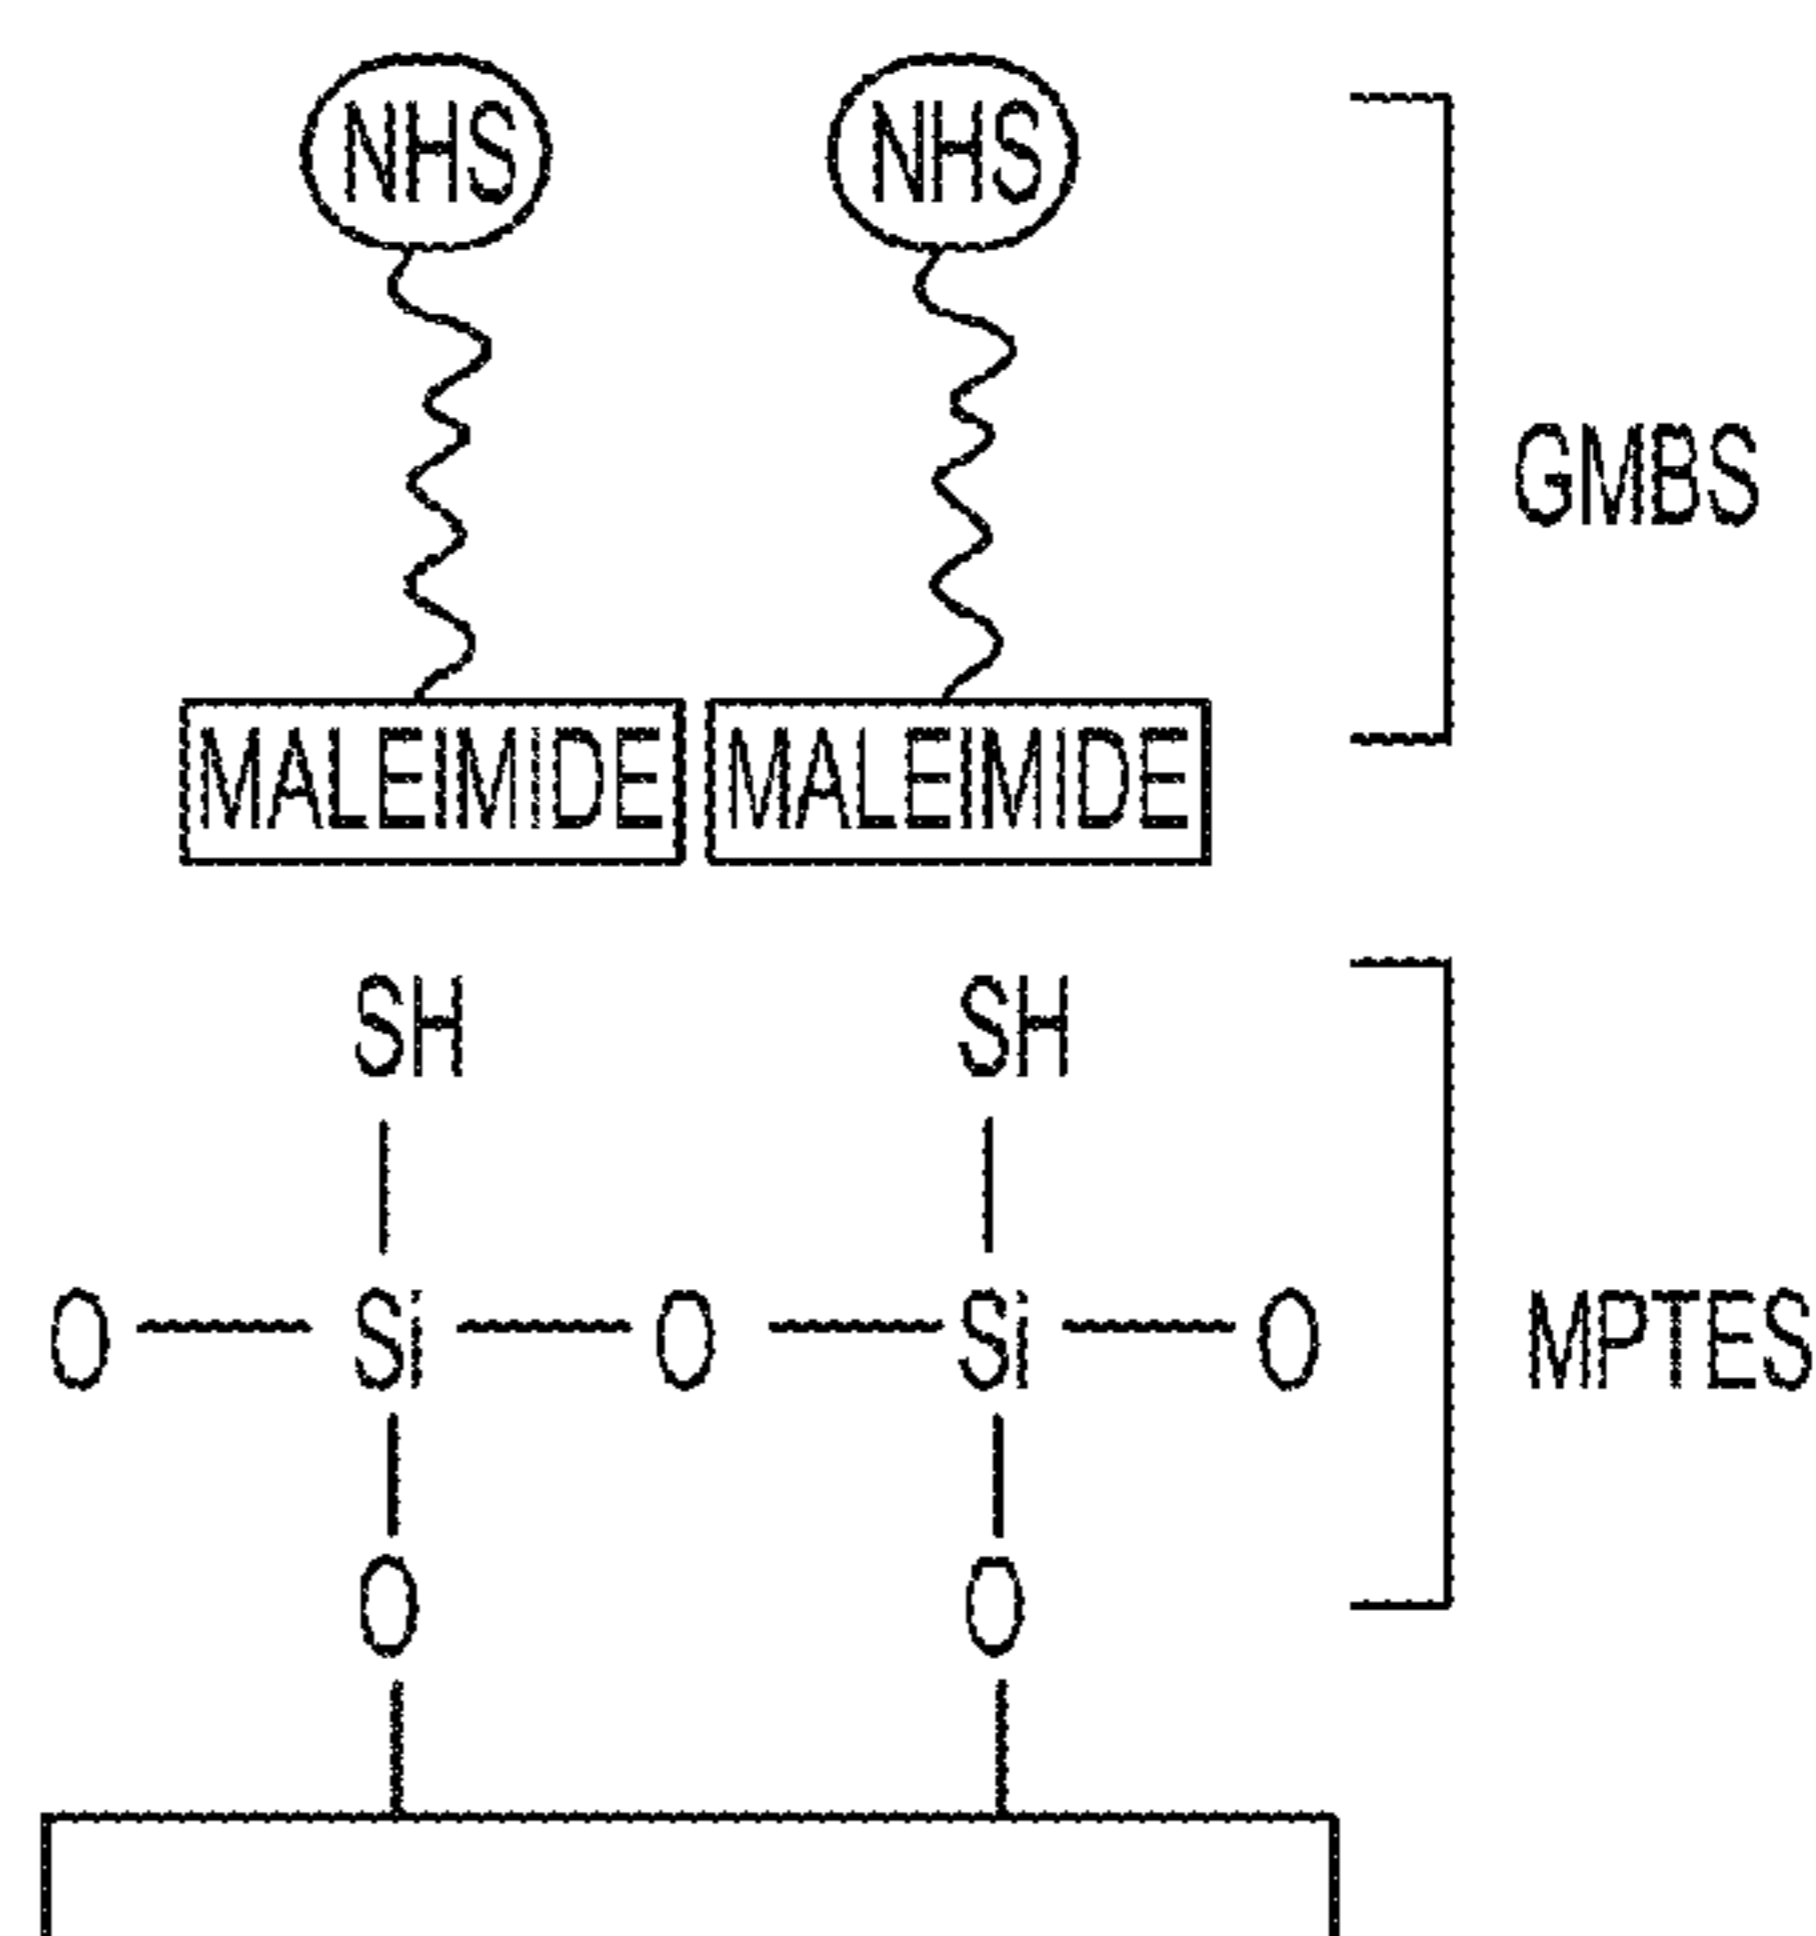 NHS NHS
GMBS
MALEIMIDE MALEIMIDE
SH SH
O Si O Si O MPTES
O O